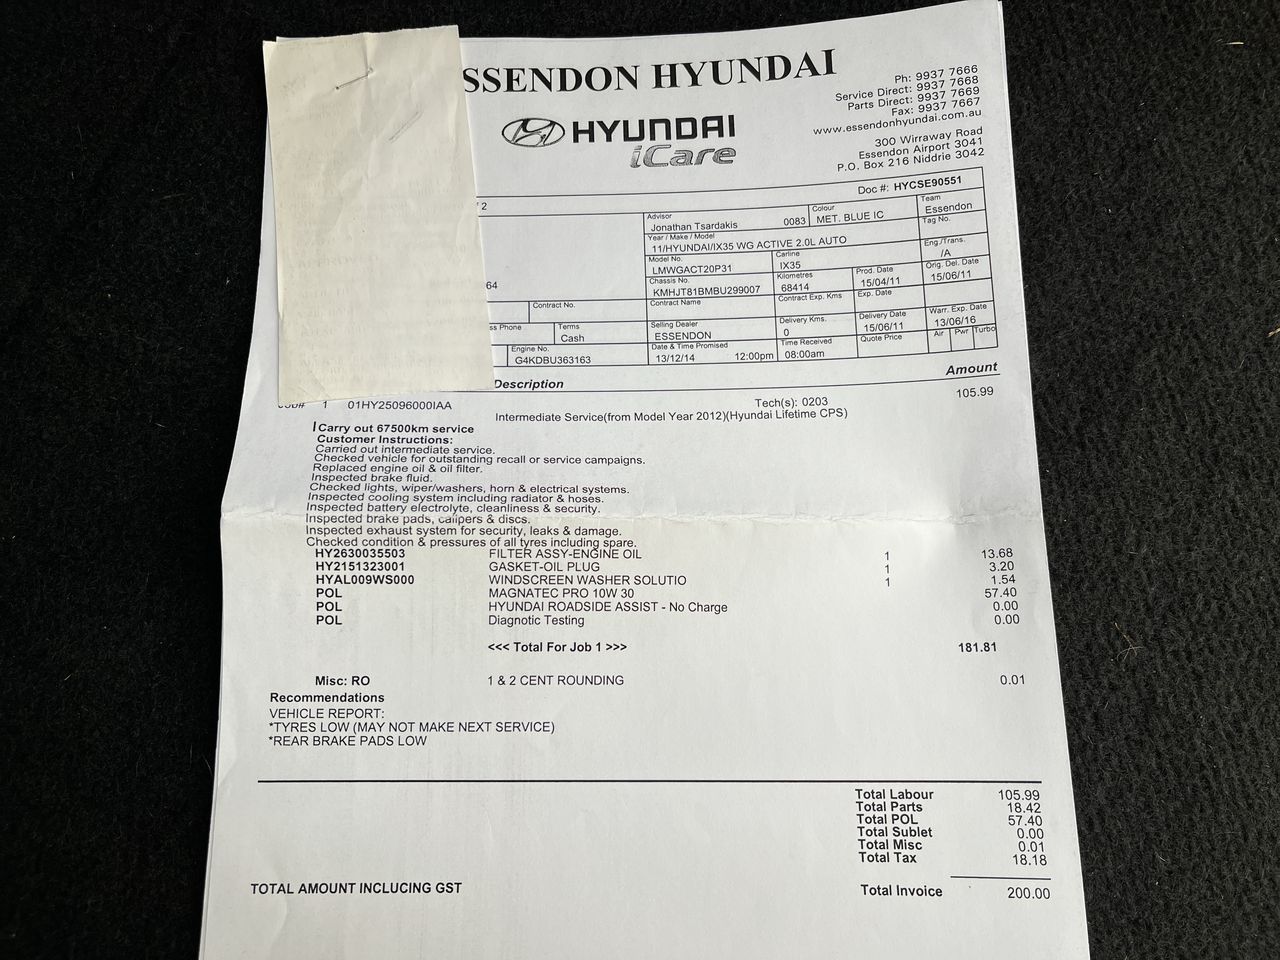 SSENDON HYUNDAI
HYUNDAI
iCare
Ph: 9937 7666
Service Direct: 9937 7668
Parts Direct: 9937 7669
Fax: 9937 7667
www.essendonhyundai.com.au
300 Wirraway Road
Essendon Airport 3041
P.O. Box 216 Niddrie 3042
Doc #: HYCSE90551
2
Advisor Colour Team
Jonathan Tsardakis 0083 MET. BLUE IC Essendon
Year / Make / Model Tag No.
11/HYUNDAI/IX35 WG ACTIVE 2.0L AUTO
Model No. Carline Eng./Trans.
LMWGACT20P31 IX35 /A
Chassis No. Kilometres Prod. Date Orig. Del. Date
64 KMHJT81BMBU299007 68414 15/04/11 15/06/11
Contract No. Contract Name Contract Exp. Kms Exp. Date
ss Phone Terms Selling Dealer Delivery Kms. Delivery Date Warr. Exp. Date
Cash ESSENDON 0 15/06/11 13/06/16
Engine No. Date & Time Promised Time Received Quote Price Air Pwr Turbo
G4KDBU363163 13/12/14 12:00pm 08:00am
Description Amount
1 01HY25096000IAA Tech(s): 0203 105.99
Intermediate Service(from Model Year 2012)(Hyundai Lifetime CPS)
Carry out 67500km service
Customer Instructions:
Carried out intermediate service.
Checked vehicle for outstanding recall or service campaigns.
Replaced engine oil & oil filter.
Inspected brake fluid.
Checked lights, wiper/washers, horn & electrical systems.
Inspected cooling system including radiator & hoses.
Inspected battery electrolyte, cleanliness & security.
Inspected brake pads, calipers & discs.
Inspected exhaust system for security, leaks & damage.
Checked condition & pressures of all tyres including spare.
HY2630035503 FILTER ASSY-ENGINE OIL 1 13.68
HY2151323001 GASKET-OIL PLUG 1 3.20
HYAL009WS000 WINDSCREEN WASHER SOLUTIO 1 1.54
POL MAGNATEC PRO 10W 30 57.40
POL HYUNDAI ROADSIDE ASSIST - No Charge 0.00
POL Diagnotic Testing 0.00
<<< Total For Job 1 >>> 181.81
Misc: RO 1 & 2 CENT ROUNDING 0.01
Recommendations
VEHICLE REPORT:
*TYRES LOW (MAY NOT MAKE NEXT SERVICE)
*REAR BRAKE PADS LOW
Total Labour 105.99
Total Parts 18.42
Total POL 57.40
Total Sublet 0.00
Total Misc 0.01
Total Tax 18.18
TOTAL AMOUNT INCLUCING GST Total Invoice 200.00